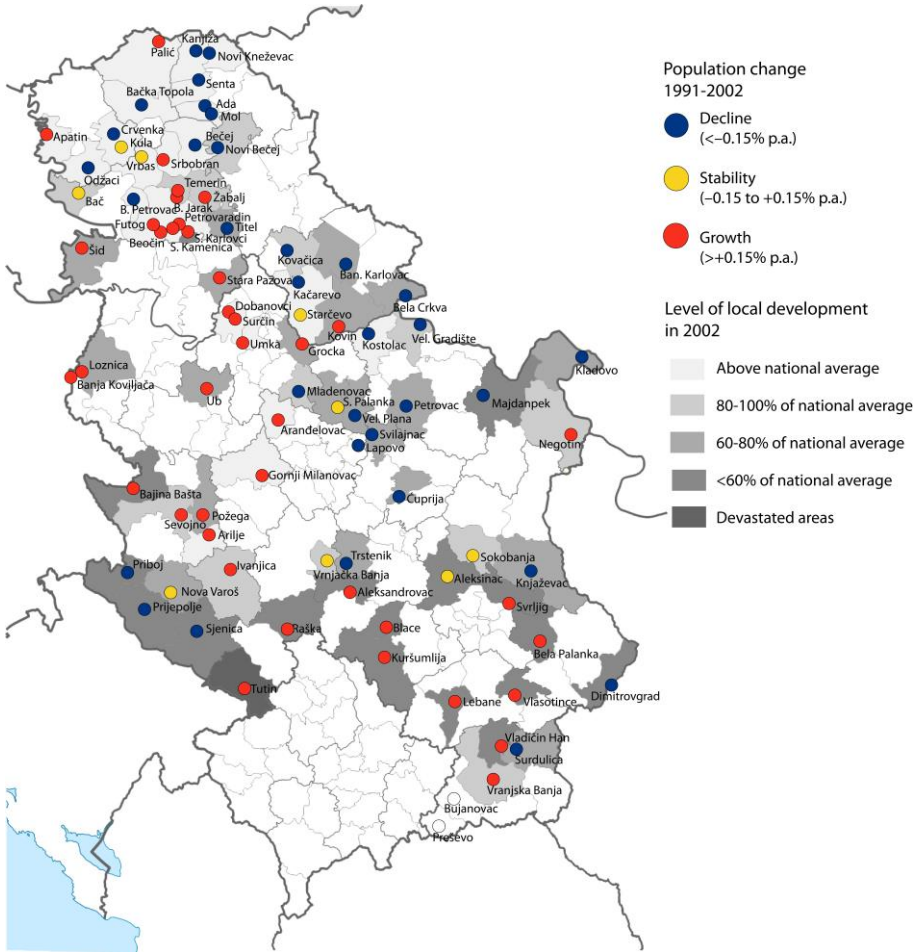 Kanjiža
Palić
Novi Kneževac
Senta
Bačka Topola
Ada
Mol
Apatin
Crvenka
Kula
Bečej
Novi Bečej
Vrbas
Srbobran
Odžaci
Temerin
Bač
Žabalj
B. Petrovac
B. Jarak
Petrovaradin
Futog
Titel
Beočin
S. Karlovci
S. Kamenica
Šid
Kovačica
Ban. Karlovac
Stara Pazova
Kačarevo
Bela Crkva
Dobanovci
Starčevo
Surčin
Kovin
Vel. Gradište
Umka
Kostolac
Grocka
Kladovo
Loznica
Banja Koviljača
Ub
Mladenovac
S. Palanka
Petrovac
Majdanpek
Vel. Plana
Aranđelovac
Svilajnac
Negotin
Lapovo
Gornji Milanovac
Bajina Bašta
Ćuprija
Sevojno
Požega
Arilje
Priboj
Ivanjica
Trstenik
Sokobanja
Vrnjačka Banja
Aleksinac
Knjaževac
Nova Varoš
Aleksandrovac
Prijepolje
Svrljig
Sjenica
Raška
Blace
Bela Palanka
Kuršumlija
Tutin
Dimitrovgrad
Lebane
Vlasotince
Vladičin Han
Surdulica
Vranjska Banja
Bujanovac
Preševo
Population change
1991-2002
Decline
(<–0.15% p.a.)
Stability
(–0.15 to +0.15% p.a.)
Growth
(>+0.15% p.a.)
Level of local development
in 2002
Above national average
80-100% of national average
60-80% of national average
<60% of national average
Devastated areas